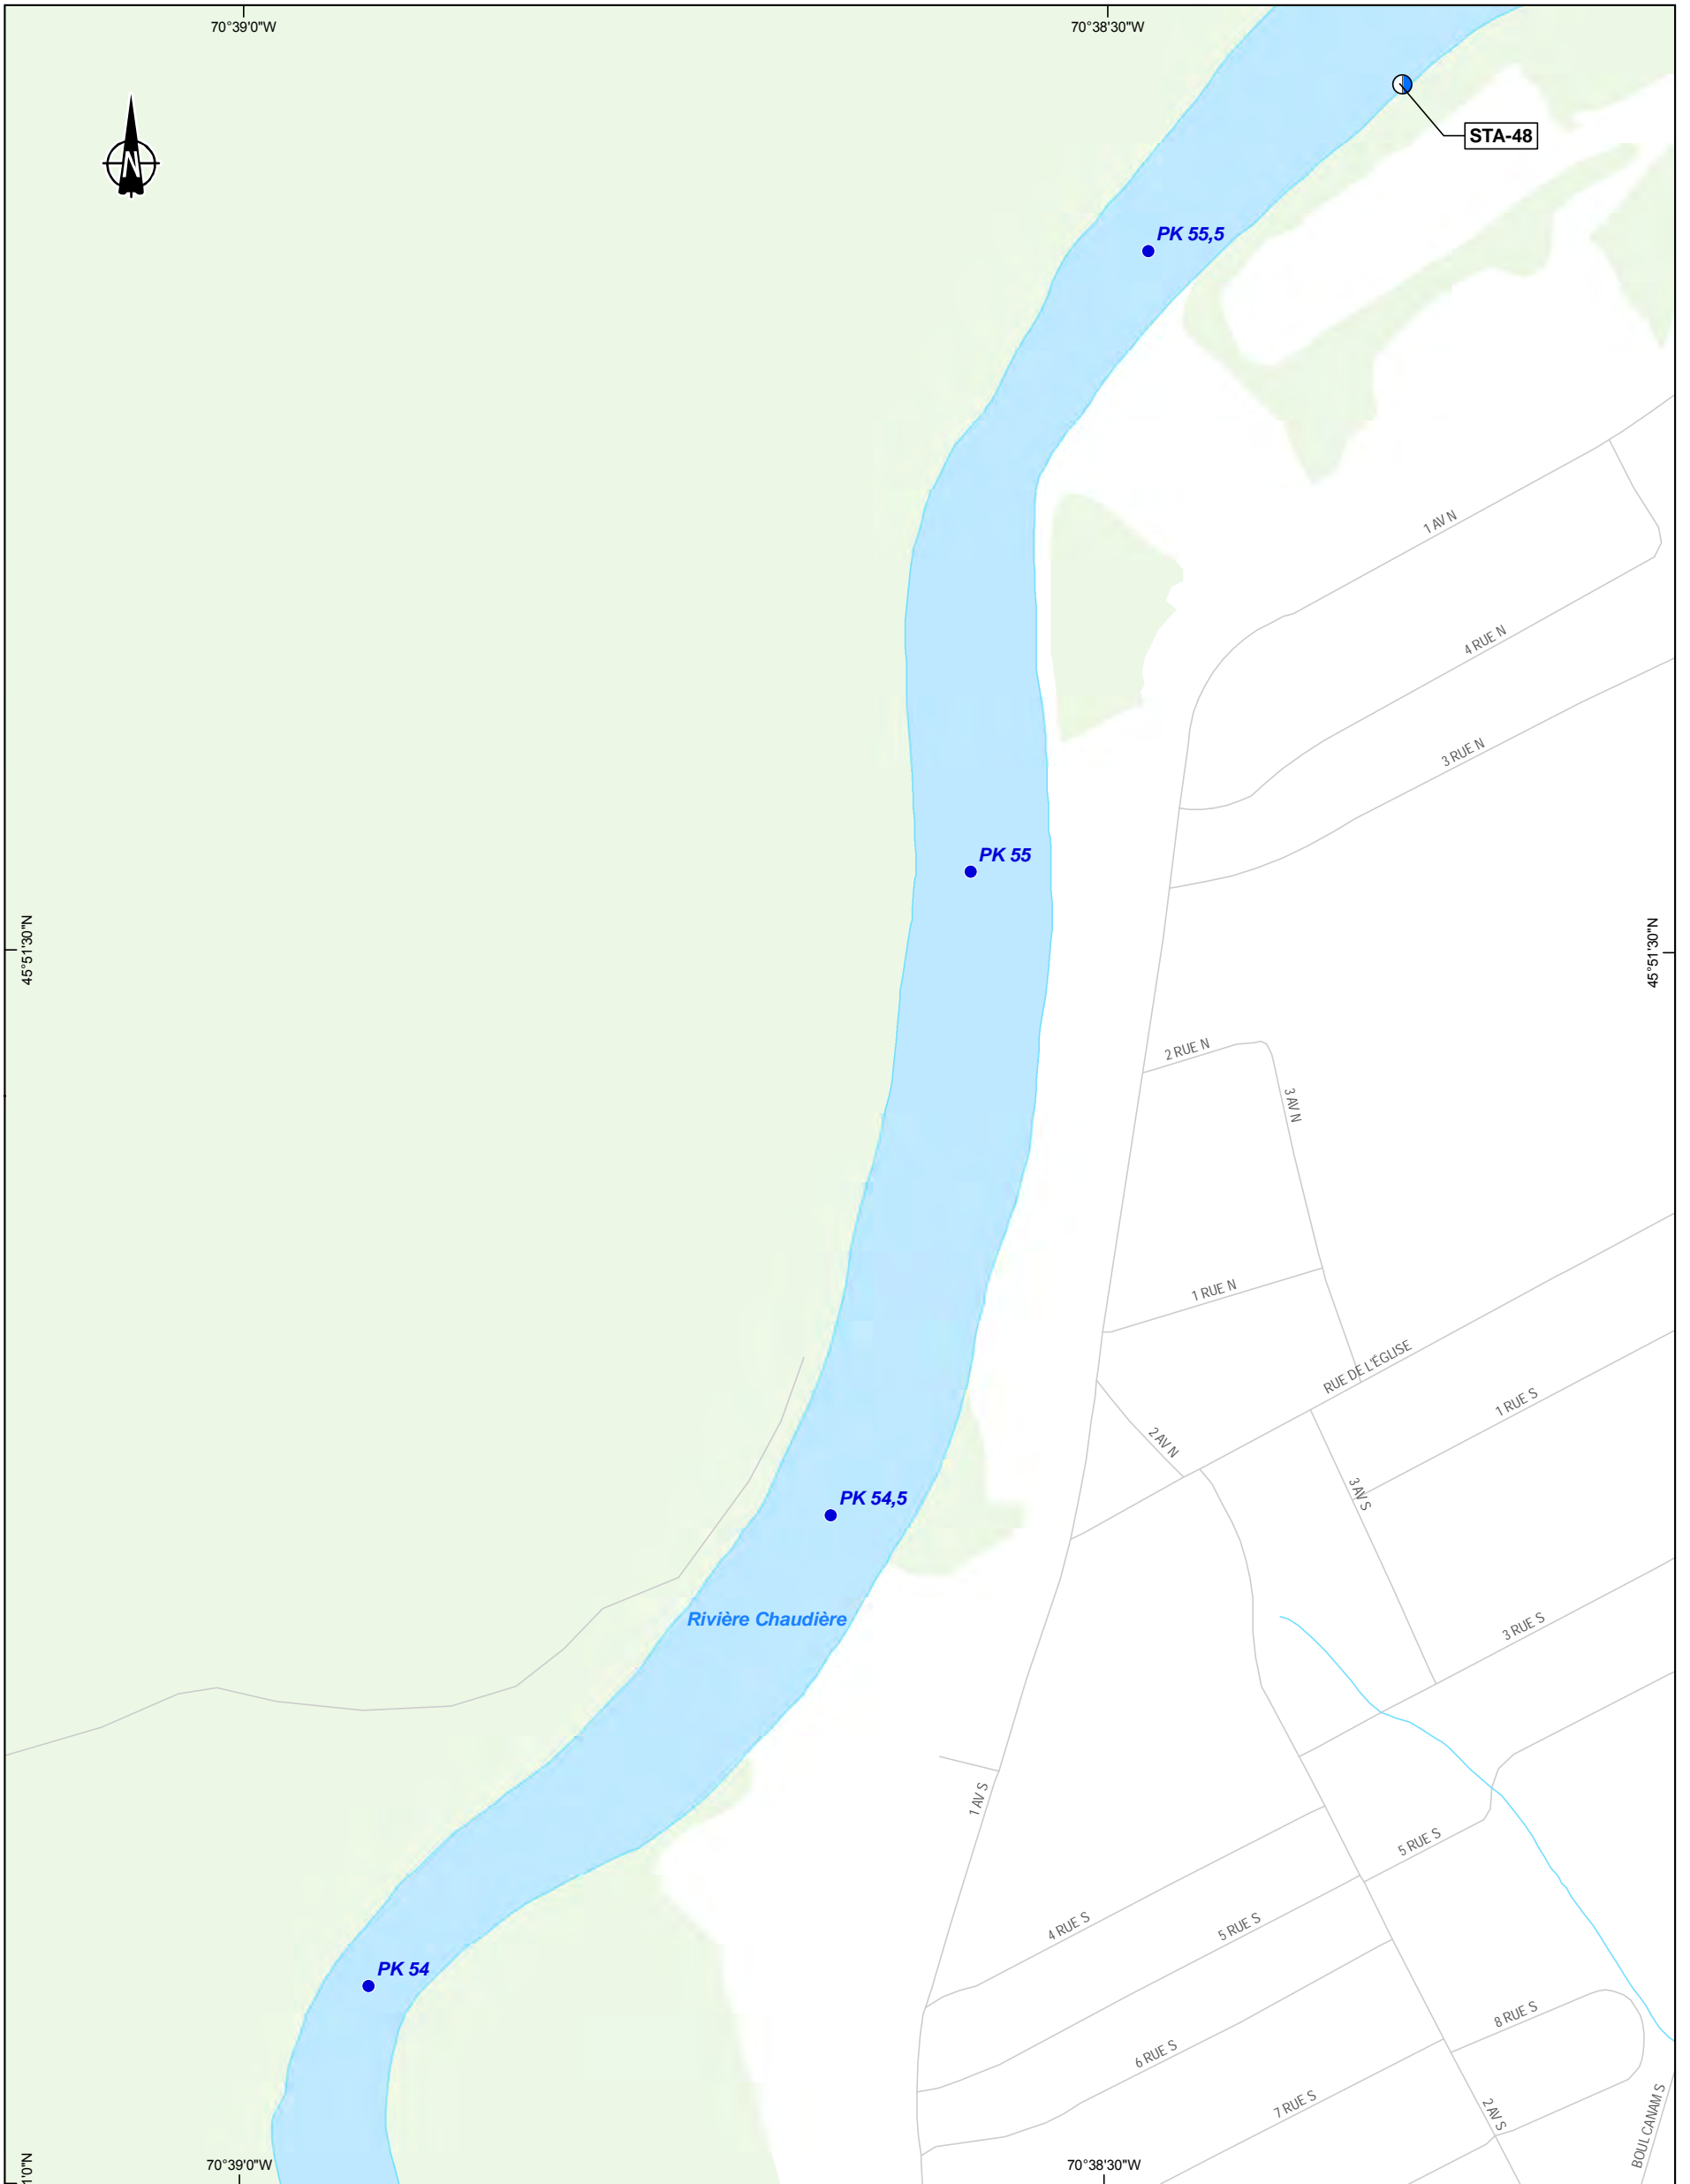 70°39'0"W
70°38'30"W
N
STA-48
PK 55,5
1 AV N
4 RUE N
3 RUE N
PK 55
45°51'30"N
45°51'30"N
2 RUE N
3 AV N
1 RUE N
RUE DE L'ÉGLISE
1 RUE S
2 AV N
3 AV S
PK 54,5
Rivière Chaudière
3 RUE S
1 AV S
5 RUE S
4 RUE S
5 RUE S
PK 54
8 RUE S
6 RUE S
7 RUE S
2 AV S
BOUL CANAM S
70°39'0"W
70°38'30"W
1'0"N